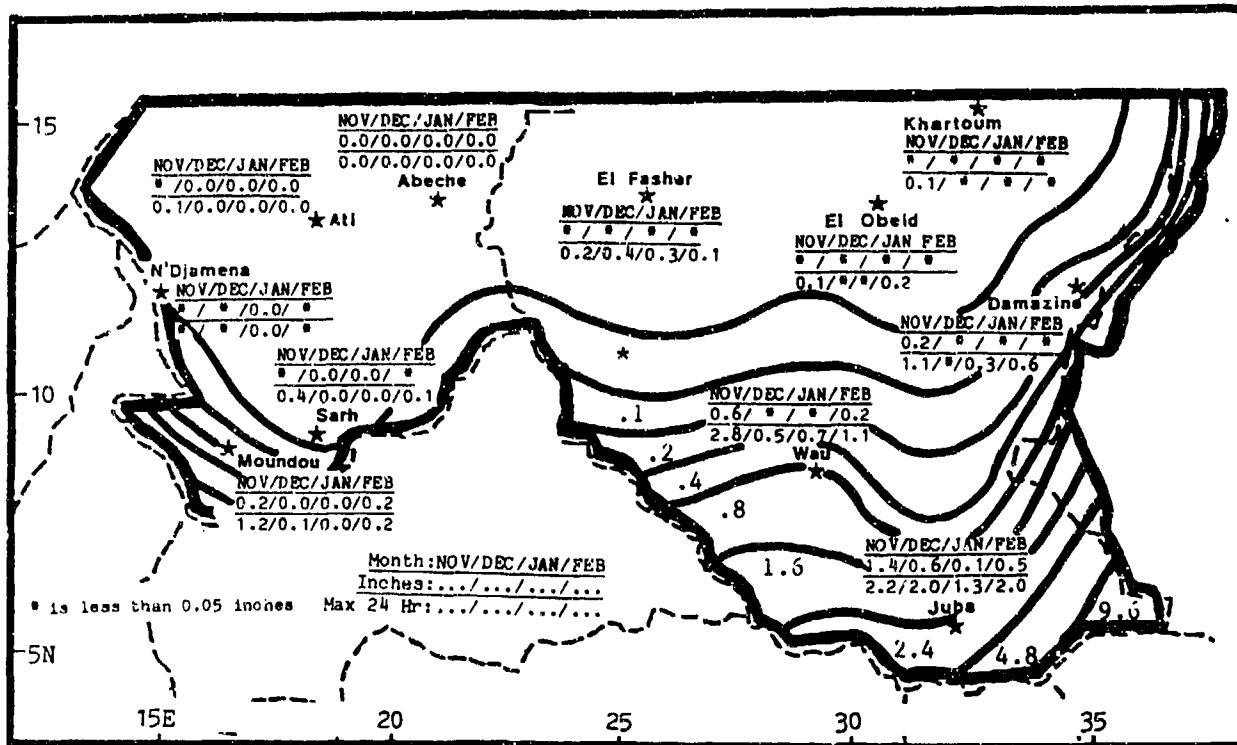 15
NOV/DEC/JAN/FEB
0.0/0.0/0.0/0.0
0.0/0.0/0.0/0.0
Abeche
NOV/DEC/JAN/FEB
* /0.0/0.0/0.0
0.1/0.0/0.0/0.0
Ati
El Fasher
NOV/DEC/JAN/FEB
* / * / * / *
0.2/0.4/0.3/0.1
Khartoum
NOV/DEC/JAN/FEB
* / * / * / *
0.1/ * / * / *
El Obeid
NOV/DEC/JAN FEB
* / * / * / *
0.1/*/*/0.2
N'Djamena
NOV/DEC/JAN/FEB
* / * /0.0/ *
* / * /0.0/ *
Damazine
NOV/DEC/JAN/FEB
0.2/ * / * / *
1.1/*/0.3/0.6
NOV/DEC/JAN/FEB
* /0.0/0.0/ *
0.4/0.0/0.0/0.1
Sarh
10
.1
.2
.4
.8
1.6
NOV/DEC/JAN/FEB
0.6/ * / * /0.2
2.8/0.5/0.7/1.1
Wau
Moundou
NOV/DEC/JAN/FEB
0.2/0.0/0.0/0.2
1.2/0.1/0.0/0.2
NOV/DEC/JAN/FEB
1.4/0.6/0.1/0.5
2.2/2.0/1.3/2.0
Juba
Month:NOV/DEC/JAN/FEB
Inches:.../.../.../...
* is less than 0.05 inches Max 24 Hr:.../.../.../...
2.4
4.8
9.6
5N
15E 20 25 30 35